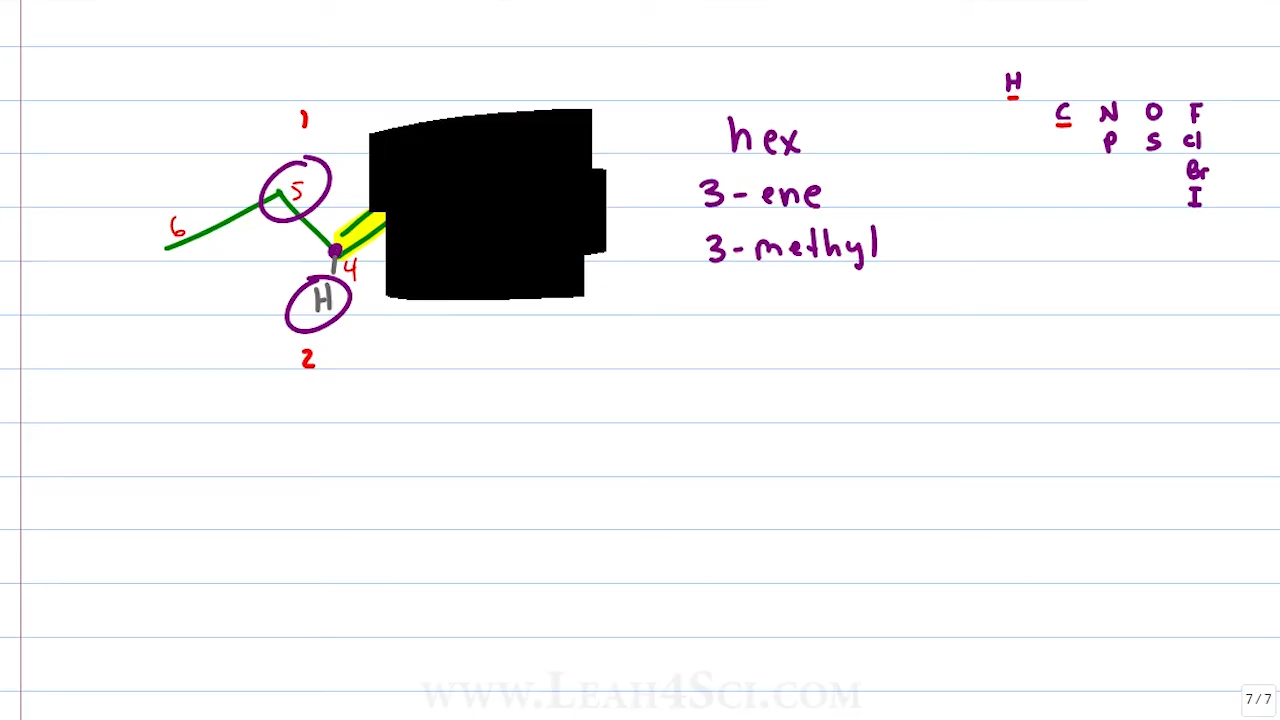 H
C N O F
P S Cl
Br
I
1
hex
5
3-ene
6
3-methyl
4
H
2
www.Leah4Sci.com
7/7